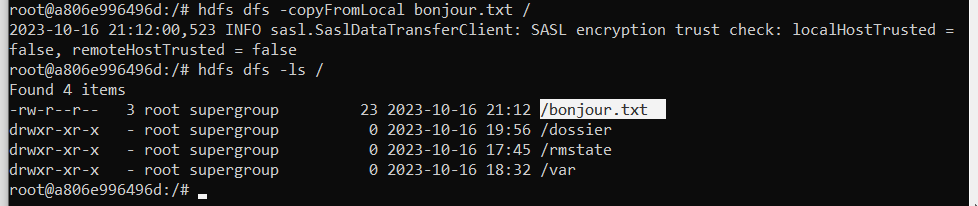 root@a806e996496d:/# hdfs dfs -copyFromLocal bonjour.txt /
2023-10-16 21:12:00,523 INFO sasl.SaslDataTransferClient: SASL encryption trust check: localHostTrusted =
false, remoteHostTrusted = false
root@a806e996496d:/# hdfs dfs -ls /
Found 4 items
-rw-r--r--   3 root supergroup         23 2023-10-16 21:12 /bonjour.txt
drwxr-xr-x   - root supergroup          0 2023-10-16 19:56 /dossier
drwxr-xr-x   - root supergroup          0 2023-10-16 17:45 /rmstate
drwxr-xr-x   - root supergroup          0 2023-10-16 18:32 /var
root@a806e996496d:/#